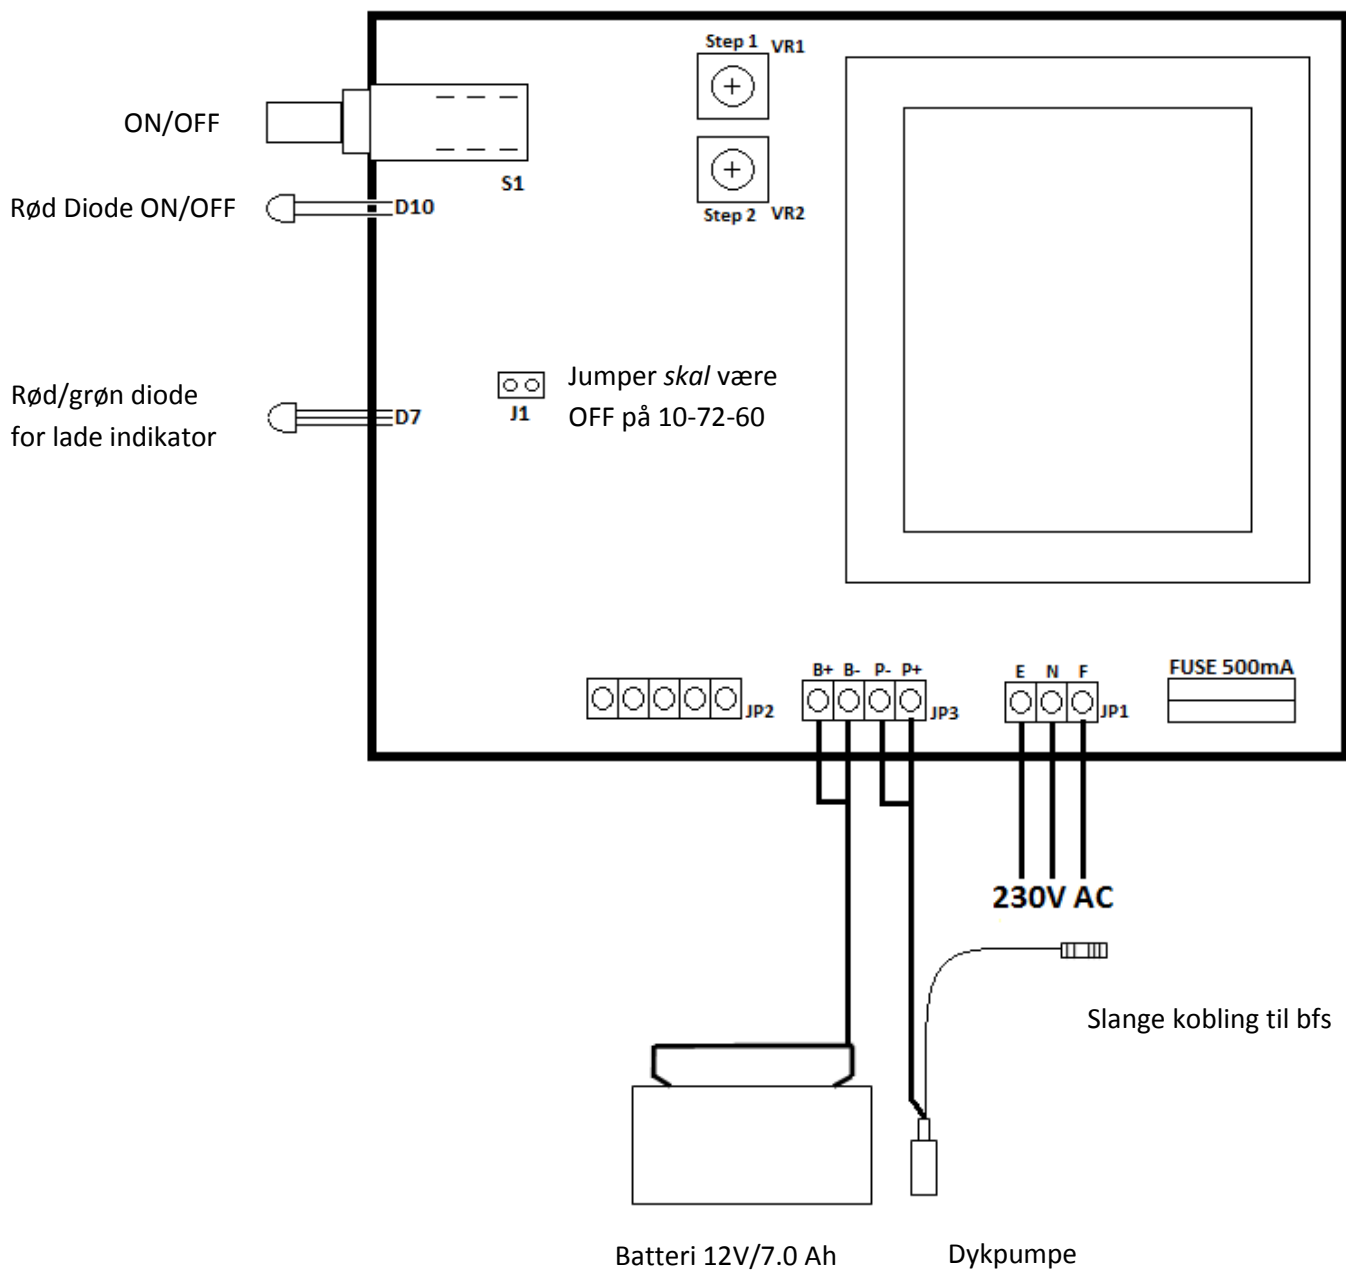 Step 1 VR1
ON/OFF
S1
Rød Diode ON/OFF
D10
Step 2 VR2
Rød/grøn diode
for lade indikator
D7
J1
Jumper skal være
OFF på 10-72-60
B+ B- P- P+
E N F
FUSE 500mA
JP2
JP3
JP1
230V AC
Slange kobling til bfs
Batteri 12V/7.0 Ah
Dykpumpe